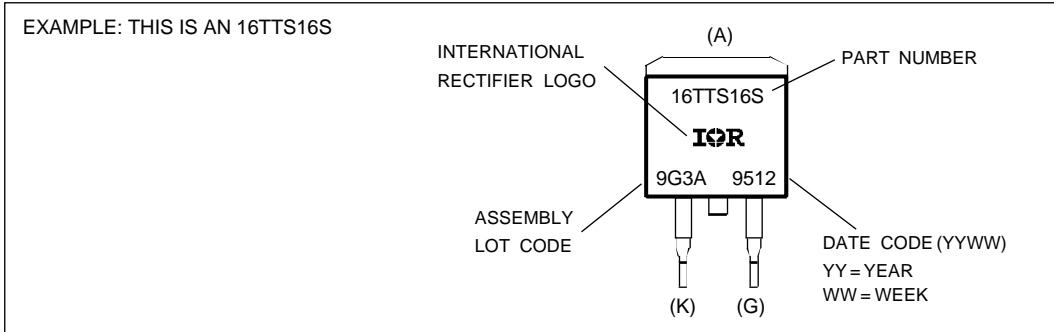 EXAMPLE: THIS IS AN 16TTS16S
(A)
INTERNATIONAL
RECTIFIER LOGO
PART NUMBER
16TTS16S
IOR
9G3A 9512
ASSEMBLY
LOT CODE
DATE CODE (YYWW)
YY = YEAR
WW = WEEK
(K) (G)